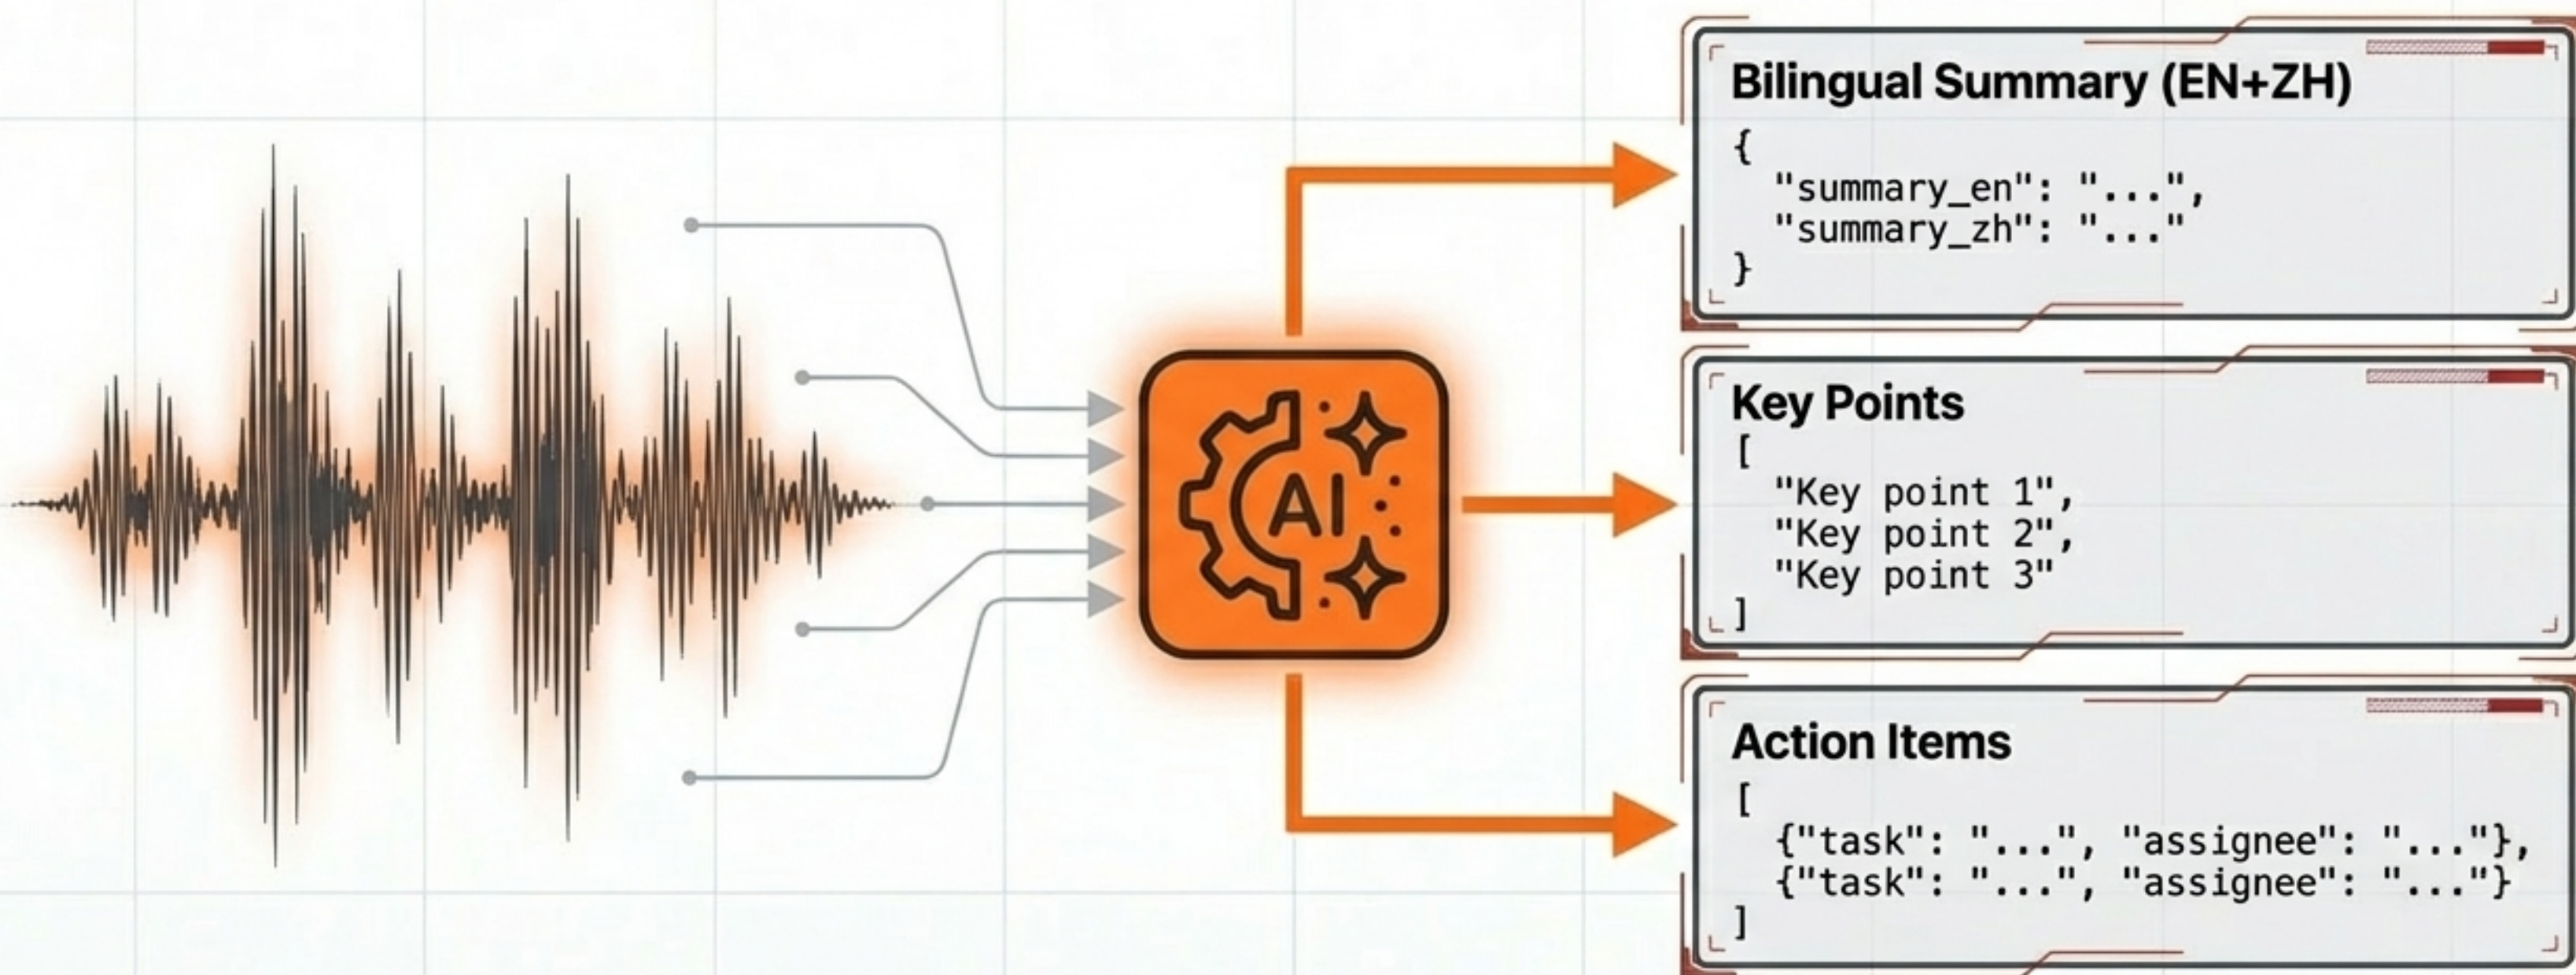 AI
Bilingual Summary (EN+ZH)
{
  "summary_en": "...",
  "summary_zh": "..."
}
Key Points
[
  "Key point 1",
  "Key point 2",
  "Key point 3"
]
Action Items
[
  {"task": "...", "assignee": "..."},
  {"task": "...", "assignee": "..."}
]